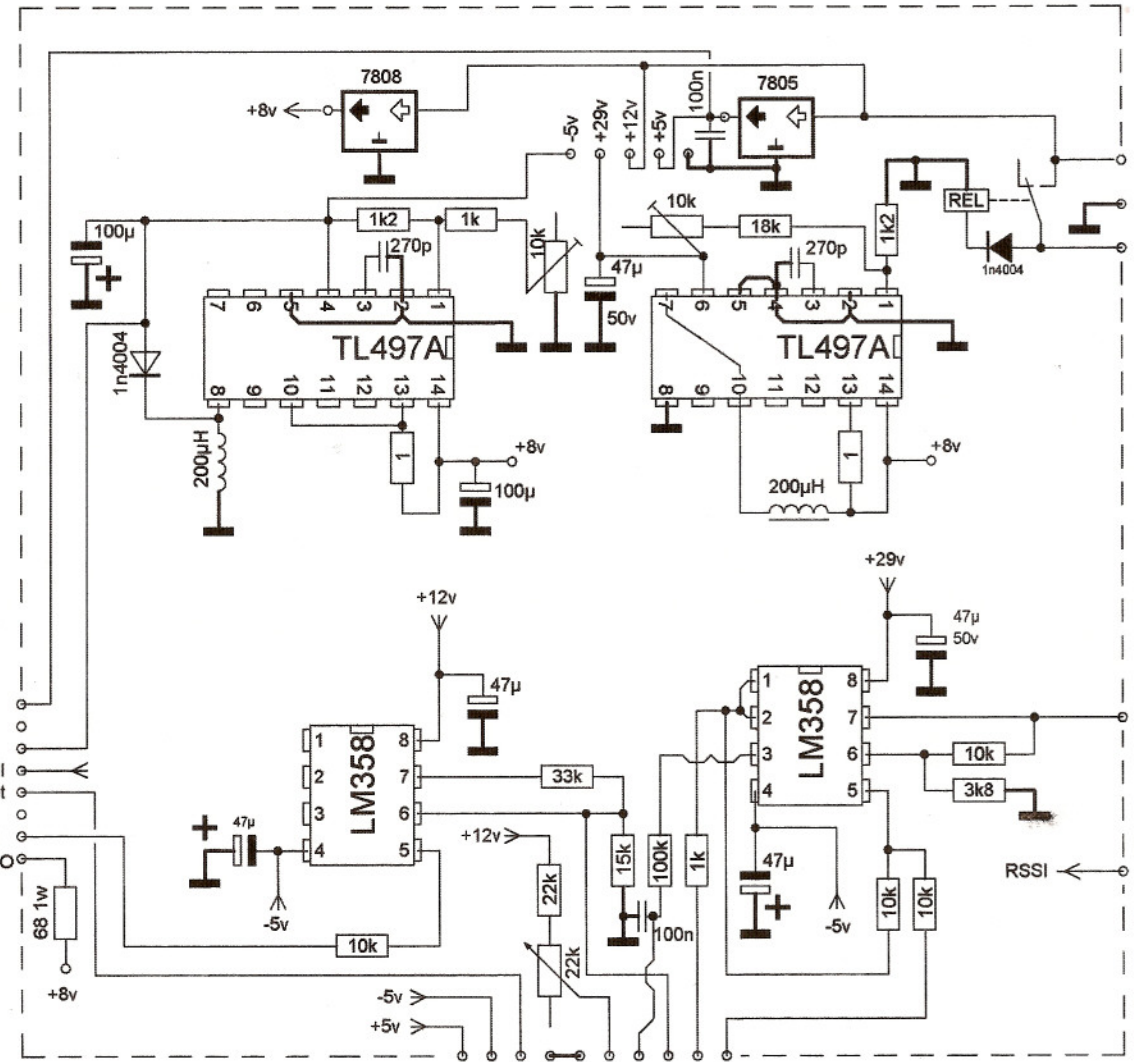 7808
7805
+8v
-5v
+29v
+12v
+5v
100n
REL
1n4004
100µ
+
1k2
1k
10k
270p
10k
18k
1k2
270p
47µ
50v
7 6 5 4 3 2 1
TL497A
8 9 10 11 12 13 14
7 6 5 4 3 2 1
TL497A
8 9 10 11 12 13 14
1n4004
200µH
1
+8v
100µ
200µH
1
+8v
+12v
47µ
+29v
47µ
50v
1 8
2 7
3 6
4 5
LM358
1 8
2 7
3 6
4 5
LM358
33k
10k
3k8
+
47µ
-5v
+12v
22k
15k
100k
1k
47µ
+
-5v
10k
10k
RSSI
I
t
O
68 1w
+8v
10k
100n
22k
-5v
+5v